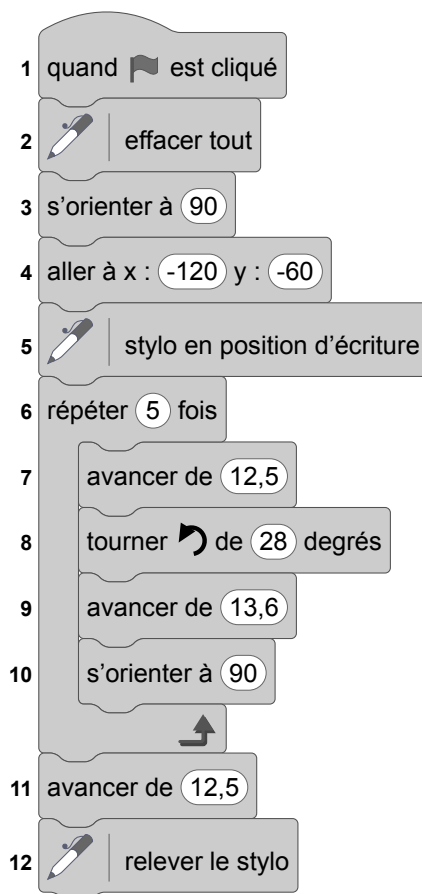 1 quand est cliqué
2 effacer tout
3 s'orienter à 90
4 aller à x : -120 y : -60
5 stylo en position d'écriture
6 répéter 5 fois
7 avancer de 12,5
8 tourner de 28 degrés
9 avancer de 13,6
10 s'orienter à 90
11 avancer de 12,5
12 relever le stylo